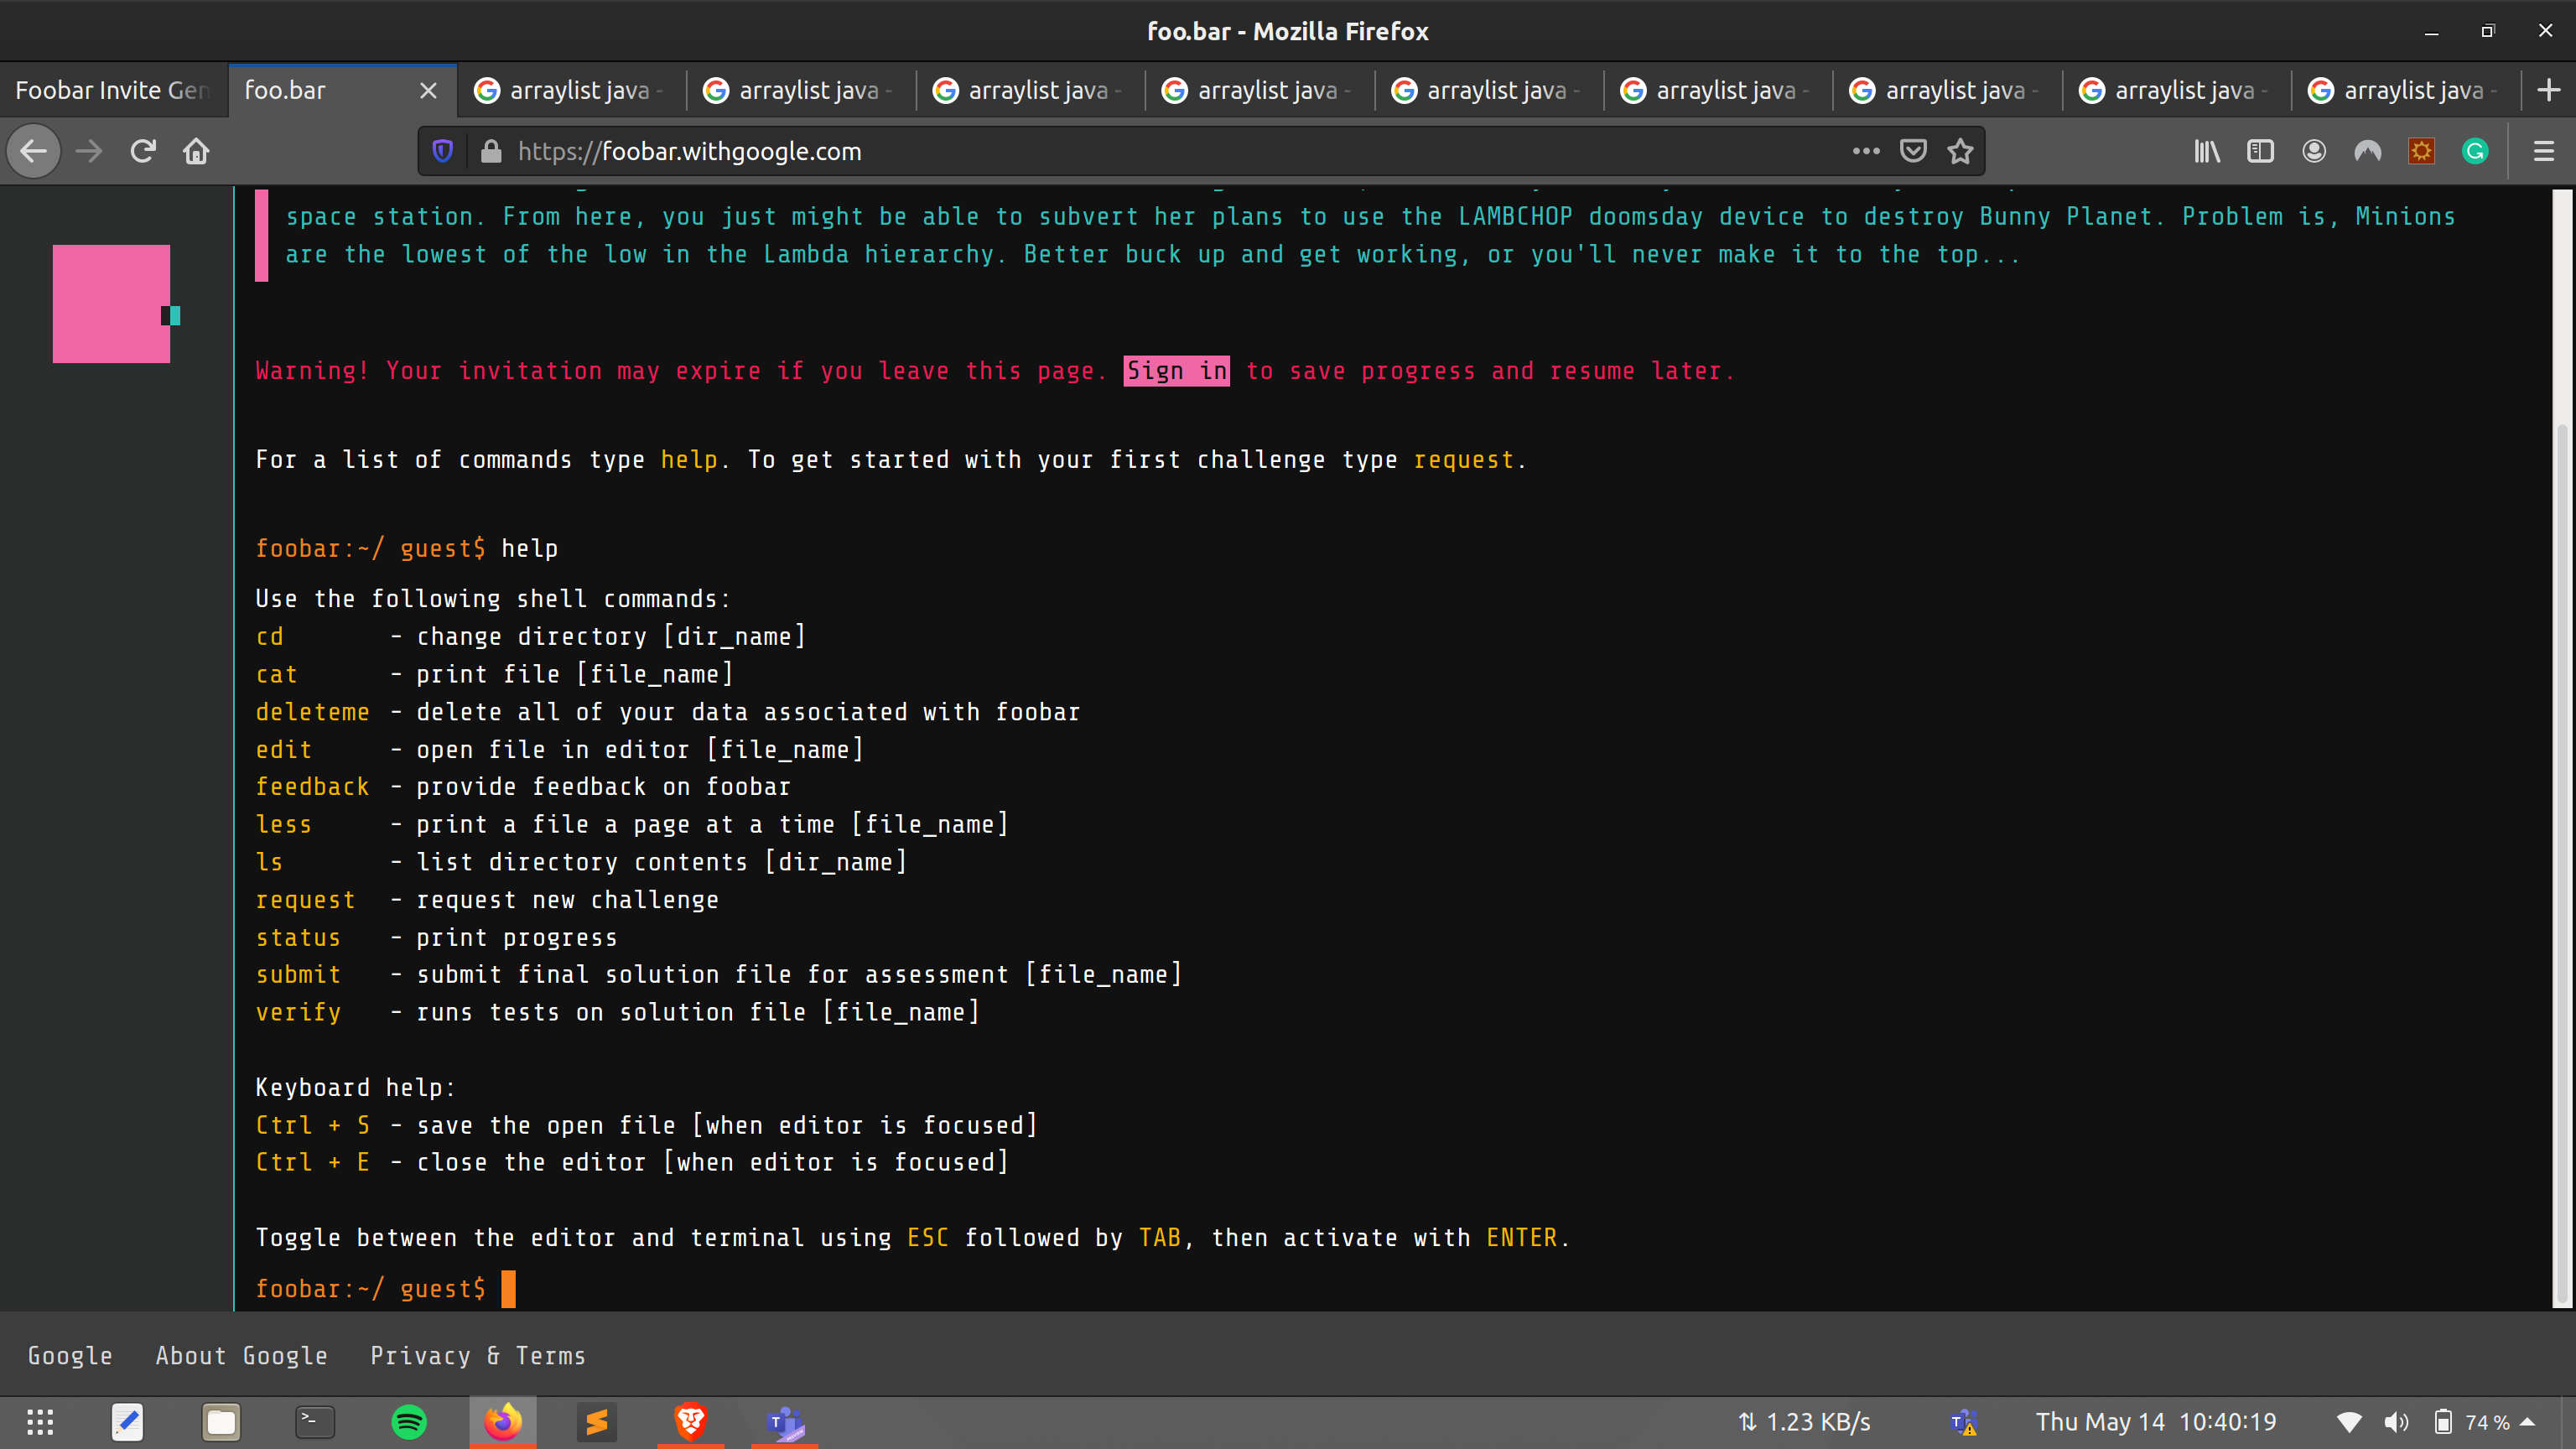 foo.bar - Mozilla Firefox
Foobar Invite Gen
foo.bar
arraylist java -
arraylist java -
arraylist java -
arraylist java -
arraylist java -
arraylist java -
arraylist java -
arraylist java -
arraylist java -
https://foobar.withgoogle.com
space station. From here, you just might be able to subvert her plans to use the LAMBCHOP doomsday device to destroy Bunny Planet. Problem is, Minions
are the lowest of the low in the Lambda hierarchy. Better buck up and get working, or you'll never make it to the top...
Warning! Your invitation may expire if you leave this page. Sign in to save progress and resume later.
For a list of commands type help. To get started with your first challenge type request.
foobar:~/ guest$ help
Use the following shell commands:
cd - change directory [dir_name]
cat - print file [file_name]
deleteme - delete all of your data associated with foobar
edit - open file in editor [file_name]
feedback - provide feedback on foobar
less - print a file a page at a time [file_name]
ls - list directory contents [dir_name]
request - request new challenge
status - print progress
submit - submit final solution file for assessment [file_name]
verify - runs tests on solution file [file_name]
Keyboard help:
Ctrl + S - save the open file [when editor is focused]
Ctrl + E - close the editor [when editor is focused]
Toggle between the editor and terminal using ESC followed by TAB, then activate with ENTER.
foobar:~/ guest$
Google About Google Privacy & Terms
1.23 KB/s Thu May 14 10:40:19 74 %